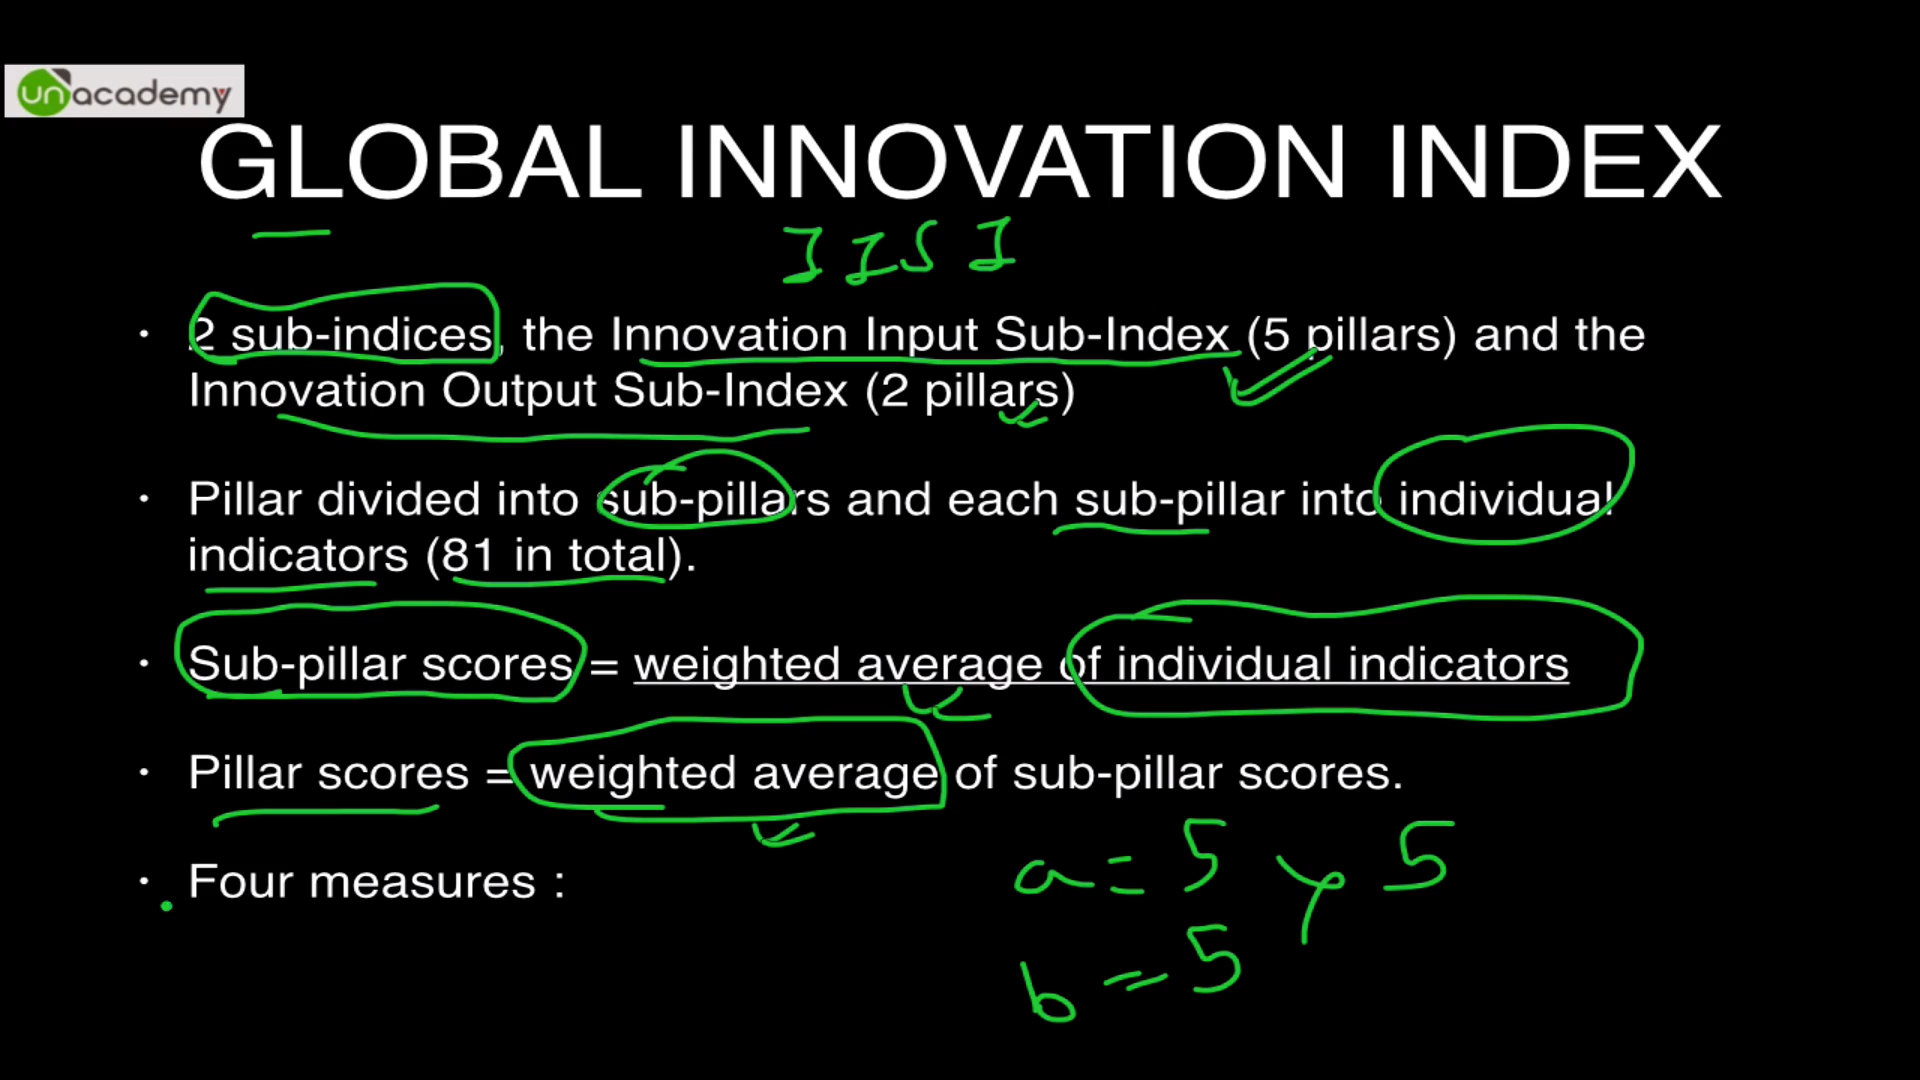 unacademy
GLOBAL INNOVATION INDEX
I I S I
· 2 sub-indices, the Innovation Input Sub-Index (5 pillars) and the
Innovation Output Sub-Index (2 pillars)
· Pillar divided into sub-pillars and each sub-pillar into individual
indicators (81 in total).
· Sub-pillar scores = weighted average of individual indicators
· Pillar scores = weighted average of sub-pillar scores.
· Four measures :
a = 5 5
b = 5